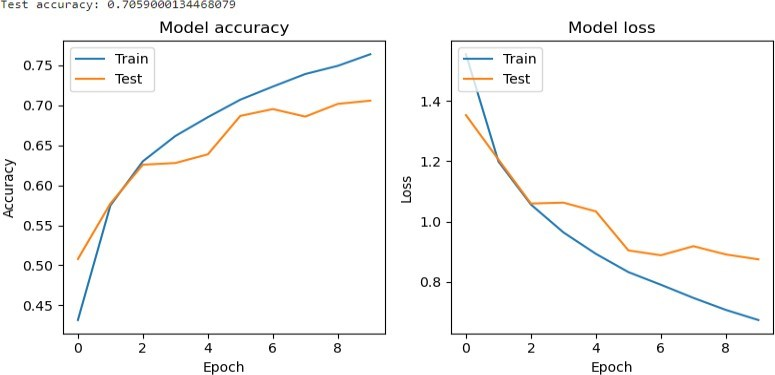 Test accuracy: 0.7059000134468079
Model accuracy
Train
Test
0.75
0.70
0.65
0.60
0.55
0.50
0.45
Accuracy
0 2 4 6 8
Epoch
Model loss
Train
Test
1.4
1.2
1.0
0.8
Loss
0 2 4 6 8
Epoch